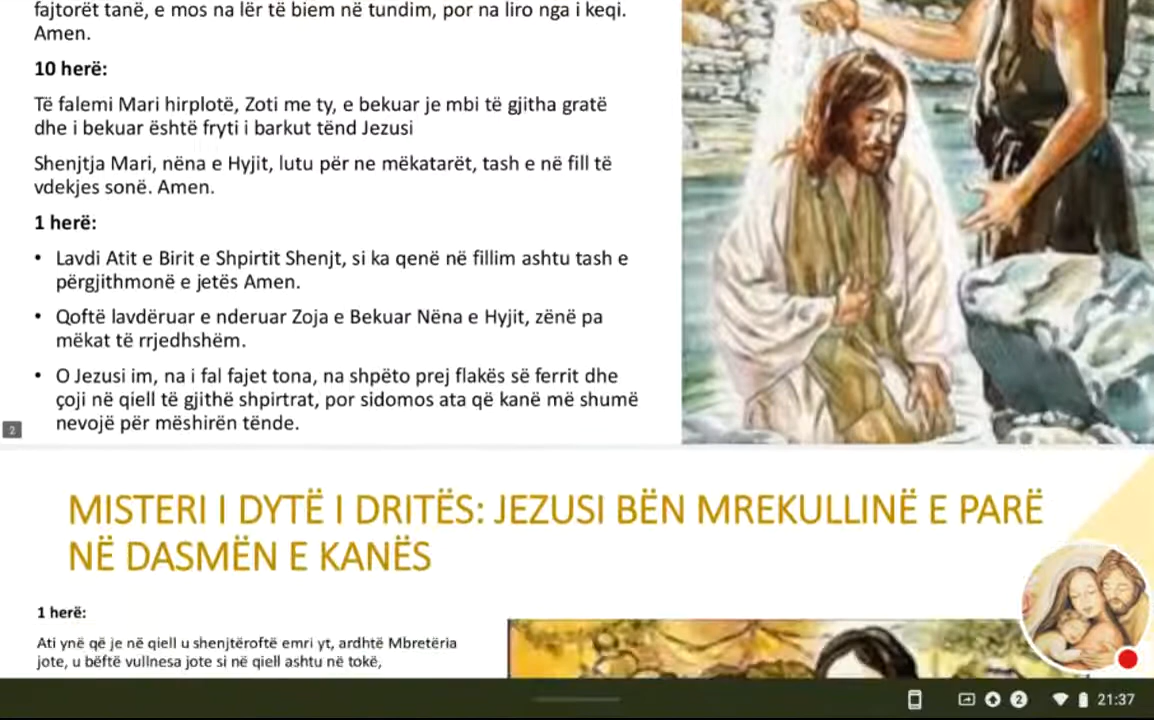 fajtorët tanë, e mos na lër të biem në tundim, por na liro nga i keqi.
Amen.
10 herë:
Të falemi Mari hirplotë, Zoti me ty, e bekuar je mbi të gjitha gratë
dhe i bekuar është fryti i barkut tënd Jezusi
Shenjtja Mari, nëna e Hyjit, lutu për ne mëkatarët, tash e në fill të
vdekjes sonë. Amen.
1 herë:
• Lavdi Atit e Birit e Shpirtit Shenjt, si ka qenë në fillim ashtu tash e
përgjithmonë e jetës Amen.
• Qoftë lavdëruar e nderuar Zoja e Bekuar Nëna e Hyjit, zënë pa
mëkat të rrjedhshëm.
• O Jezusi im, na i fal fajet tona, na shpëto prej flakës së ferrit dhe
çoji në qiell të gjithë shpirtrat, por sidomos ata që kanë më shumë
nevojë për mëshirën tënde.
2
MISTERI I DYTË I DRITËS: JEZUSI BËN MREKULLINË E PARË
NË DASMËN E KANËS
1 herë:
Ati ynë që je në qiell u shenjtëroftë emri yt, ardhtë Mbretëria
jote, u bëftë vullnesa jote si në qiell ashtu në tokë,
2
21:37